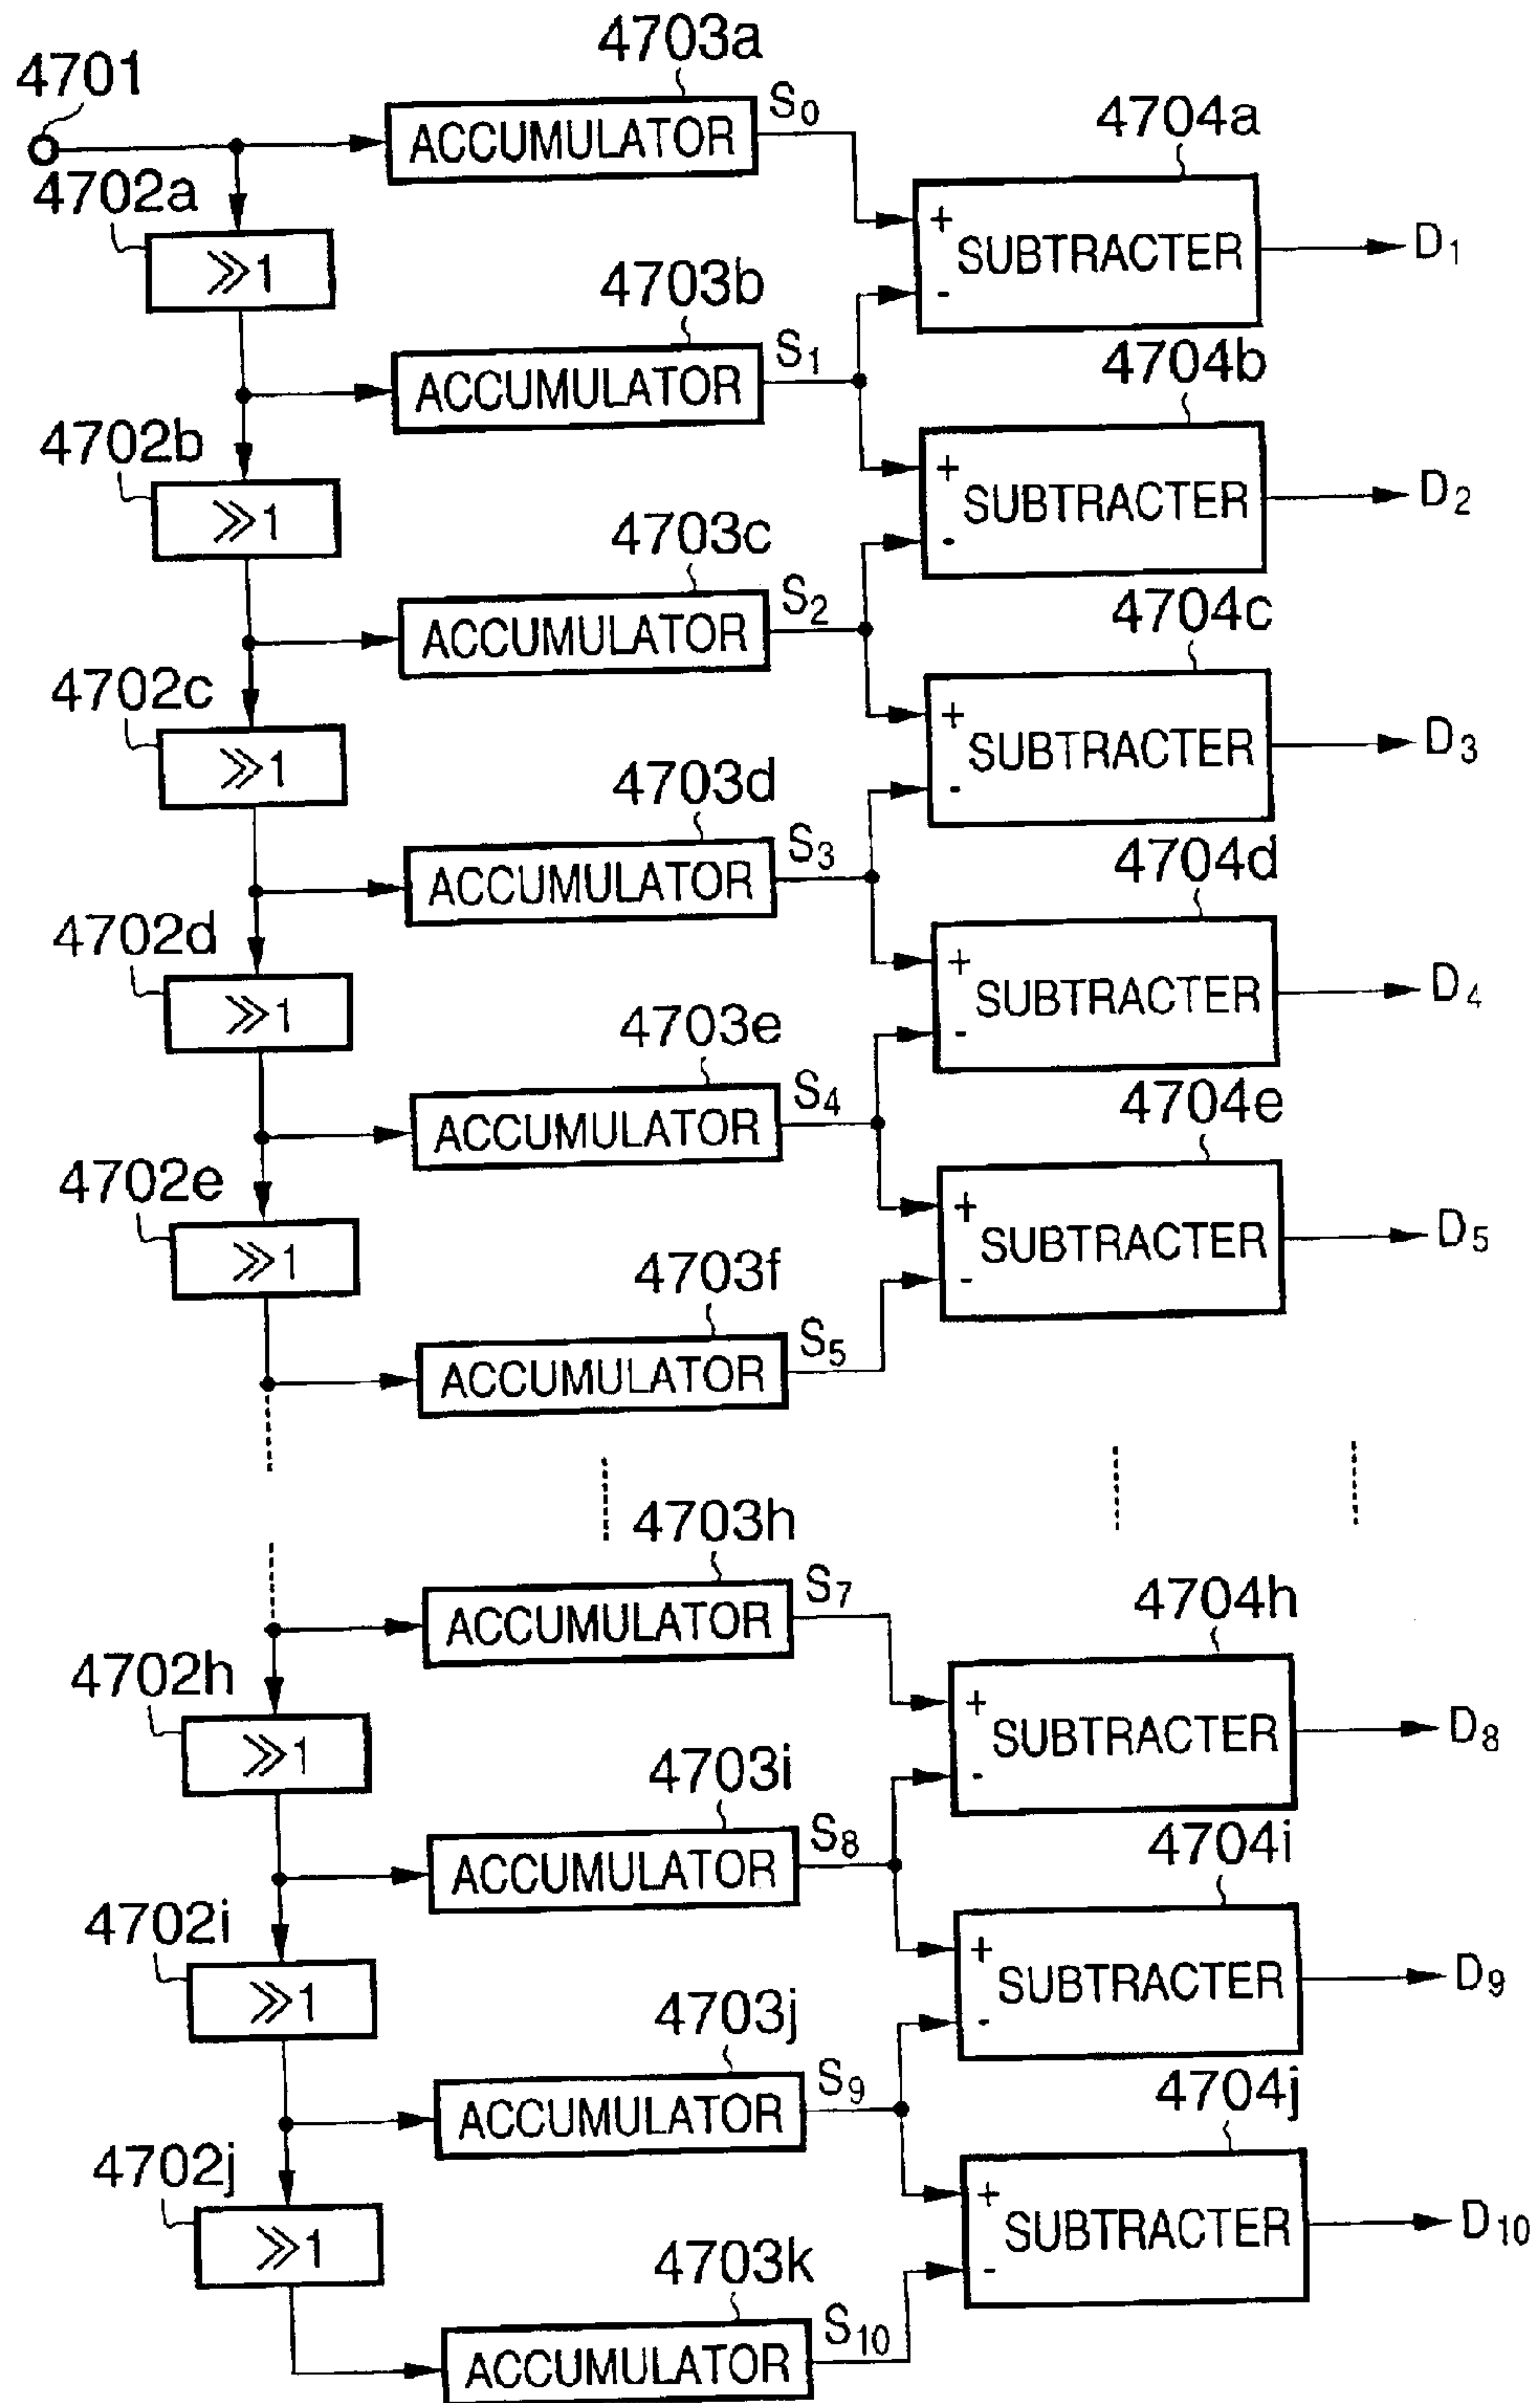 4703a
4701
ACCUMULATOR
S0
4704a
4702a
+
SUBTRACTER
-
D1
≫1
4703b
ACCUMULATOR
S1
4704b
4702b
+
SUBTRACTER
-
D2
≫1
4703c
ACCUMULATOR
S2
4704c
4702c
+
SUBTRACTER
-
D3
≫1
4703d
ACCUMULATOR
S3
4704d
4702d
+
SUBTRACTER
-
D4
≫1
4703e
ACCUMULATOR
S4
4704e
4702e
+
SUBTRACTER
-
D5
≫1
4703f
ACCUMULATOR
S5
4703h
ACCUMULATOR
S7
4704h
4702h
+
SUBTRACTER
-
D8
≫1
4703i
ACCUMULATOR
S8
4704i
4702i
+
SUBTRACTER
-
D9
≫1
4703j
ACCUMULATOR
S9
4704j
4702j
+
SUBTRACTER
-
D10
≫1
4703k
ACCUMULATOR
S10